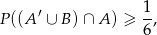 P((A′ ∪ B) ∩ A) ⩾ 1/6,